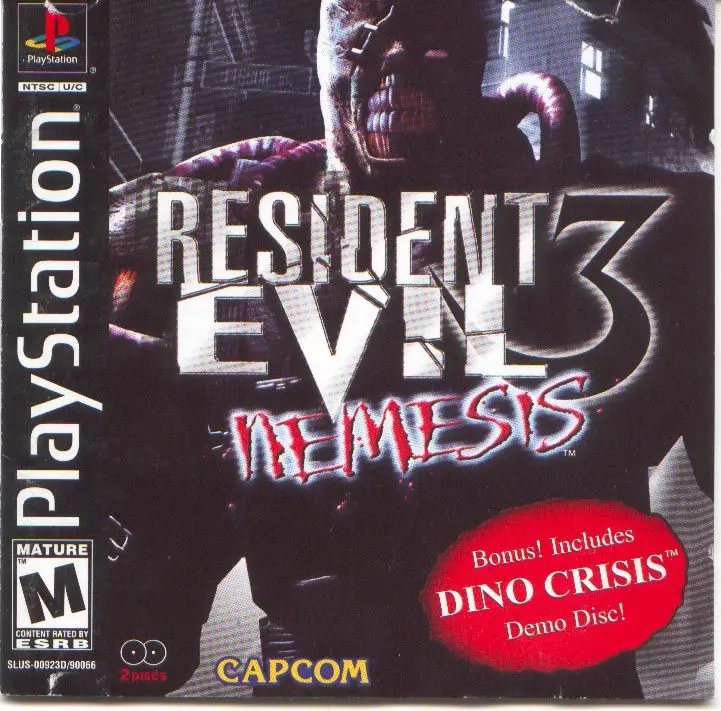 PlayStation
®
NTSC U/C
PlayStation®
RESIDENT
EVIL 3
NEMESIS™
Bonus! Includes
DINO CRISIS™
Demo Disc!
MATURE
™
M
CONTENT RATED BY
ESRB
SLUS-00923D/90066
2 Discs
CAPCOM